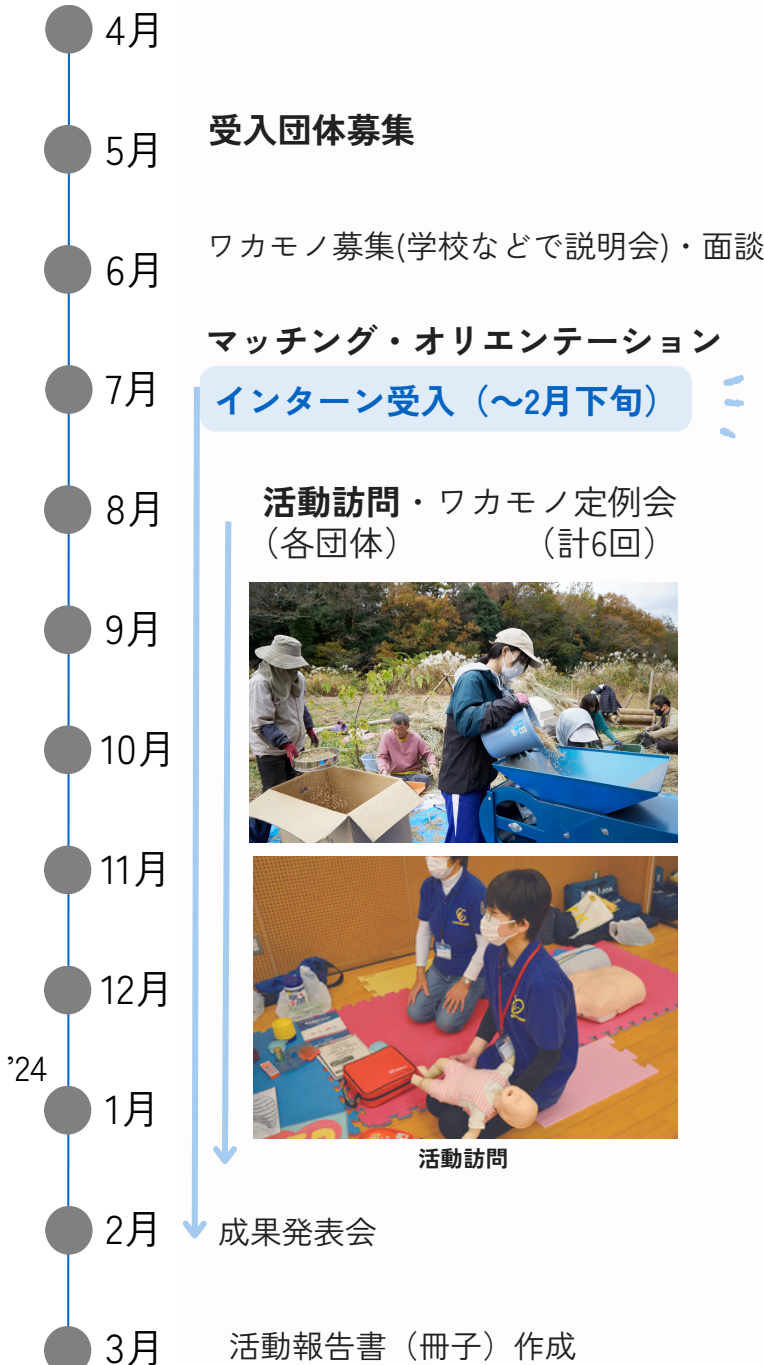 4月
5月
受入団体募集
6月
ワカモノ募集(学校などで説明会)・面談
マッチング・オリエンテーション
7月
インターン受入（～2月下旬）
8月
活動訪問・ワカモノ定例会
（各団体）　（計6回）
9月
10月
11月
12月
’24
1月
活動訪問
2月
成果発表会
3月
活動報告書（冊子）作成